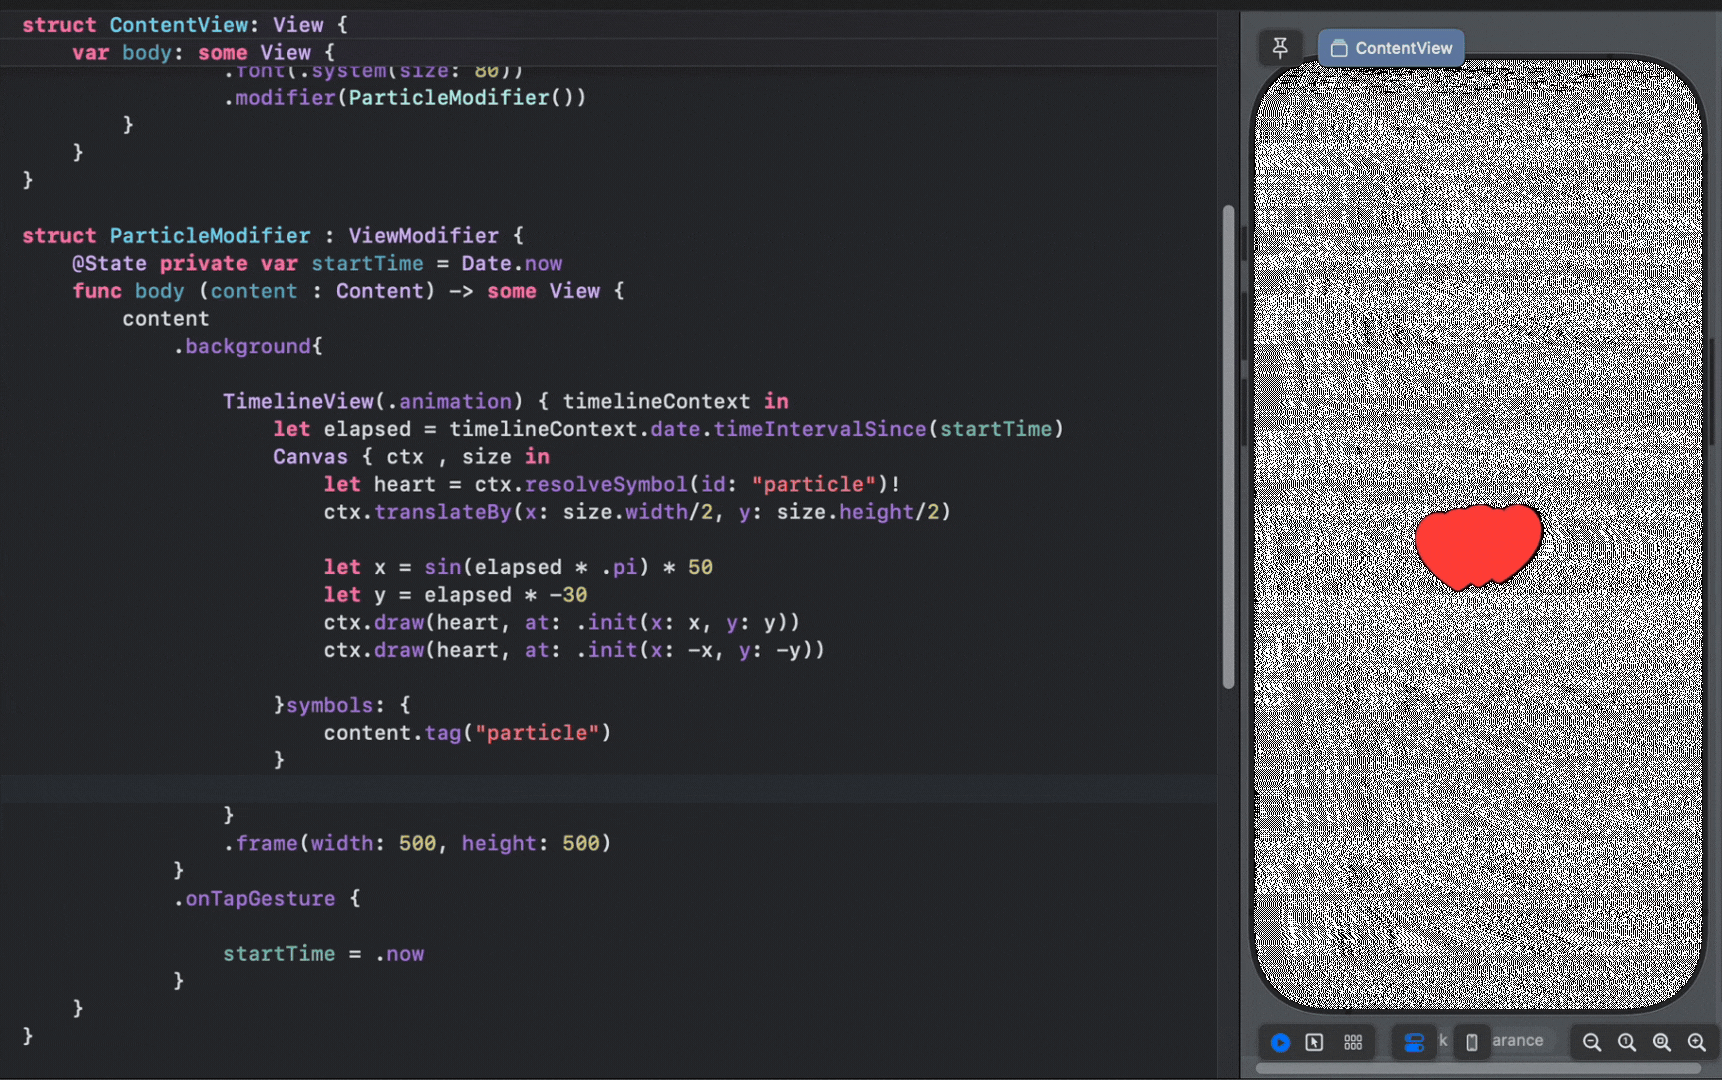 struct ContentView: View {
var body: some View {
.font(.system(size: 80))
.modifier(ParticleModifier())
}
}
}
struct ParticleModifier : ViewModifier {
@State private var startTime = Date.now
func body (content : Content) -> some View {
content
.background{
TimelineView(.animation) { timelineContext in
let elapsed = timelineContext.date.timeIntervalSince(startTime)
Canvas { ctx , size in
let heart = ctx.resolveSymbol(id: "particle")!
ctx.translateBy(x: size.width/2, y: size.height/2)
let x = sin(elapsed * .pi) * 50
let y = elapsed * -30
ctx.draw(heart, at: .init(x: x, y: y))
ctx.draw(heart, at: .init(x: -x, y: -y))
}symbols: {
content.tag("particle")
}
}
.frame(width: 500, height: 500)
}
.onTapGesture {
startTime = .now
}
}
}
ContentView
k
arance